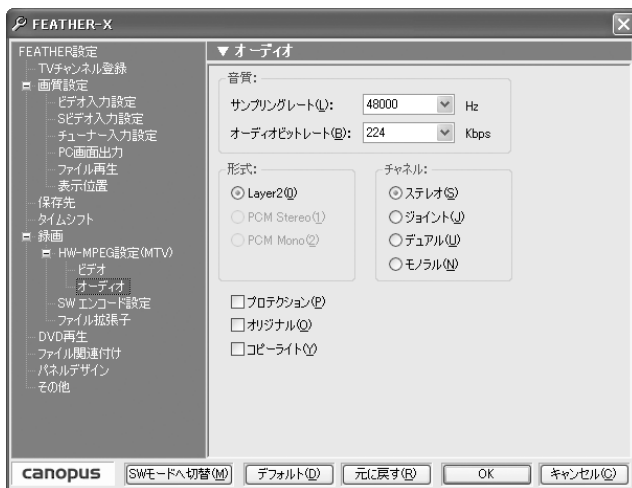 FEATHER-X
FEATHER設定
TVチャンネル登録
画質設定
ビデオ入力設定
Sビデオ入力設定
チューナー入力設定
PC画面出力
ファイル再生
表示位置
保存先
タイムシフト
録画
HW-MPEG設定(MTV)
ビデオ
オーディオ
SWエンコード設定
ファイル拡張子
DVD再生
ファイル関連付け
パネルデザイン
その他
▼ オーディオ
音質:
サンプリングレート(L): 48000 Hz
オーディオビットレート(B): 224 Kbps
形式:
Layer2(0)
PCM Stereo(1)
PCM Mono(2)
チャネル:
ステレオ(S)
ジョイント(J)
デュアル(U)
モノラル(N)
プロテクション(P)
オリジナル(O)
コピーライト(Y)
canopus SWモードへ切替(M) デフォルト(D) 元に戻す(R) OK キャンセル(C)